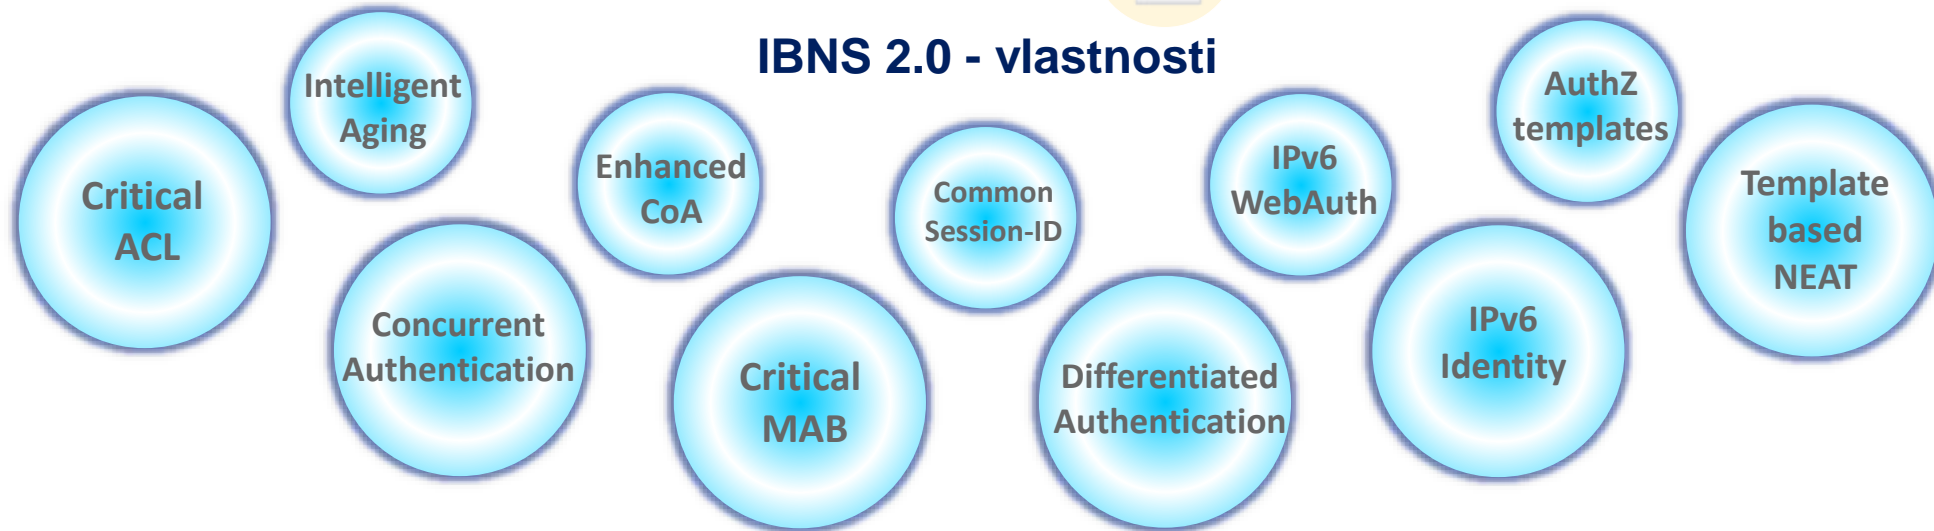 IBNS 2.0 - vlastnosti
Critical
ACL
Intelligent
Aging
Concurrent
Authentication
Enhanced
CoA
Critical
MAB
Common
Session-ID
Differentiated
Authentication
IPv6
WebAuth
IPv6
Identity
AuthZ
templates
Template
based
NEAT